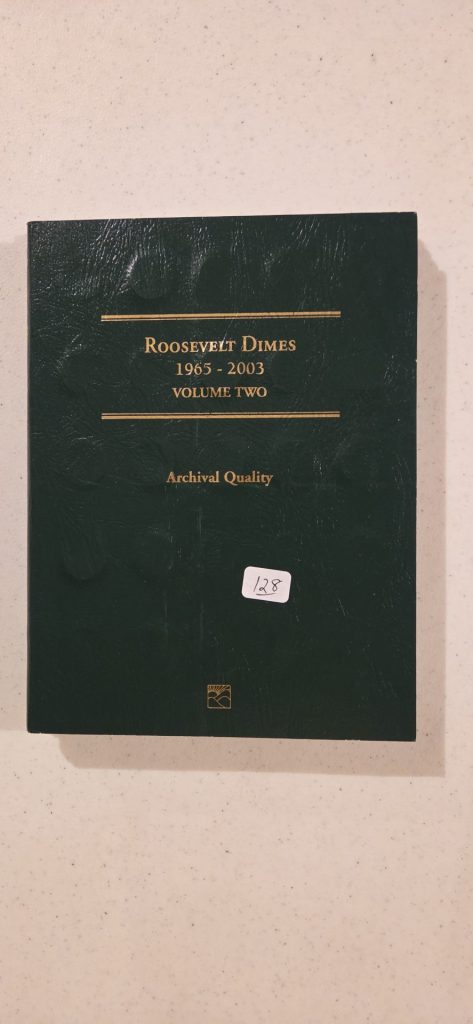 ROOSEVELT DIMES
1965 - 2003
VOLUME TWO
Archival Quality
128